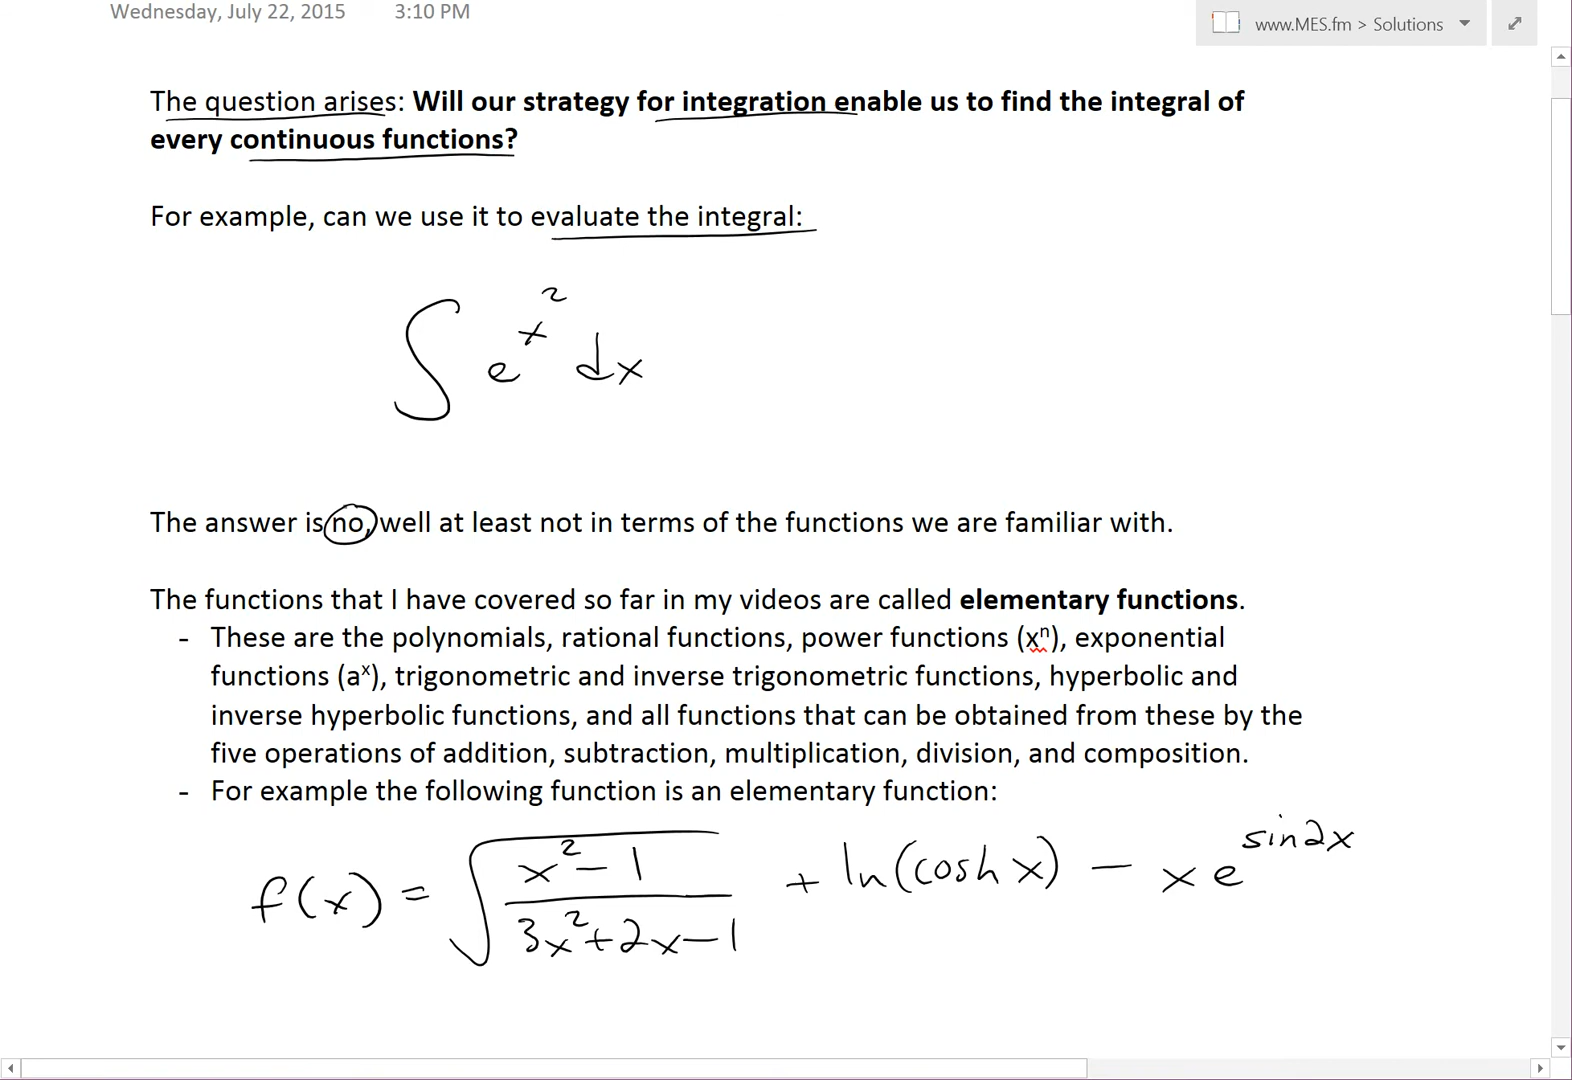 Wednesday, July 22, 2015 3:10 PM
www.MES.fm > Solutions
The question arises: Will our strategy for integration enable us to find the integral of
every continuous functions?
For example, can we use it to evaluate the integral:
∫ e^x^2 dx
The answer is no, well at least not in terms of the functions we are familiar with.
The functions that I have covered so far in my videos are called elementary functions.
- These are the polynomials, rational functions, power functions (xⁿ), exponential
functions (aˣ), trigonometric and inverse trigonometric functions, hyperbolic and
inverse hyperbolic functions, and all functions that can be obtained from these by the
five operations of addition, subtraction, multiplication, division, and composition.
- For example the following function is an elementary function:
f(x) = √((x²-1)/(3x²+2x-1)) + ln(cosh x) - x e^sin2x